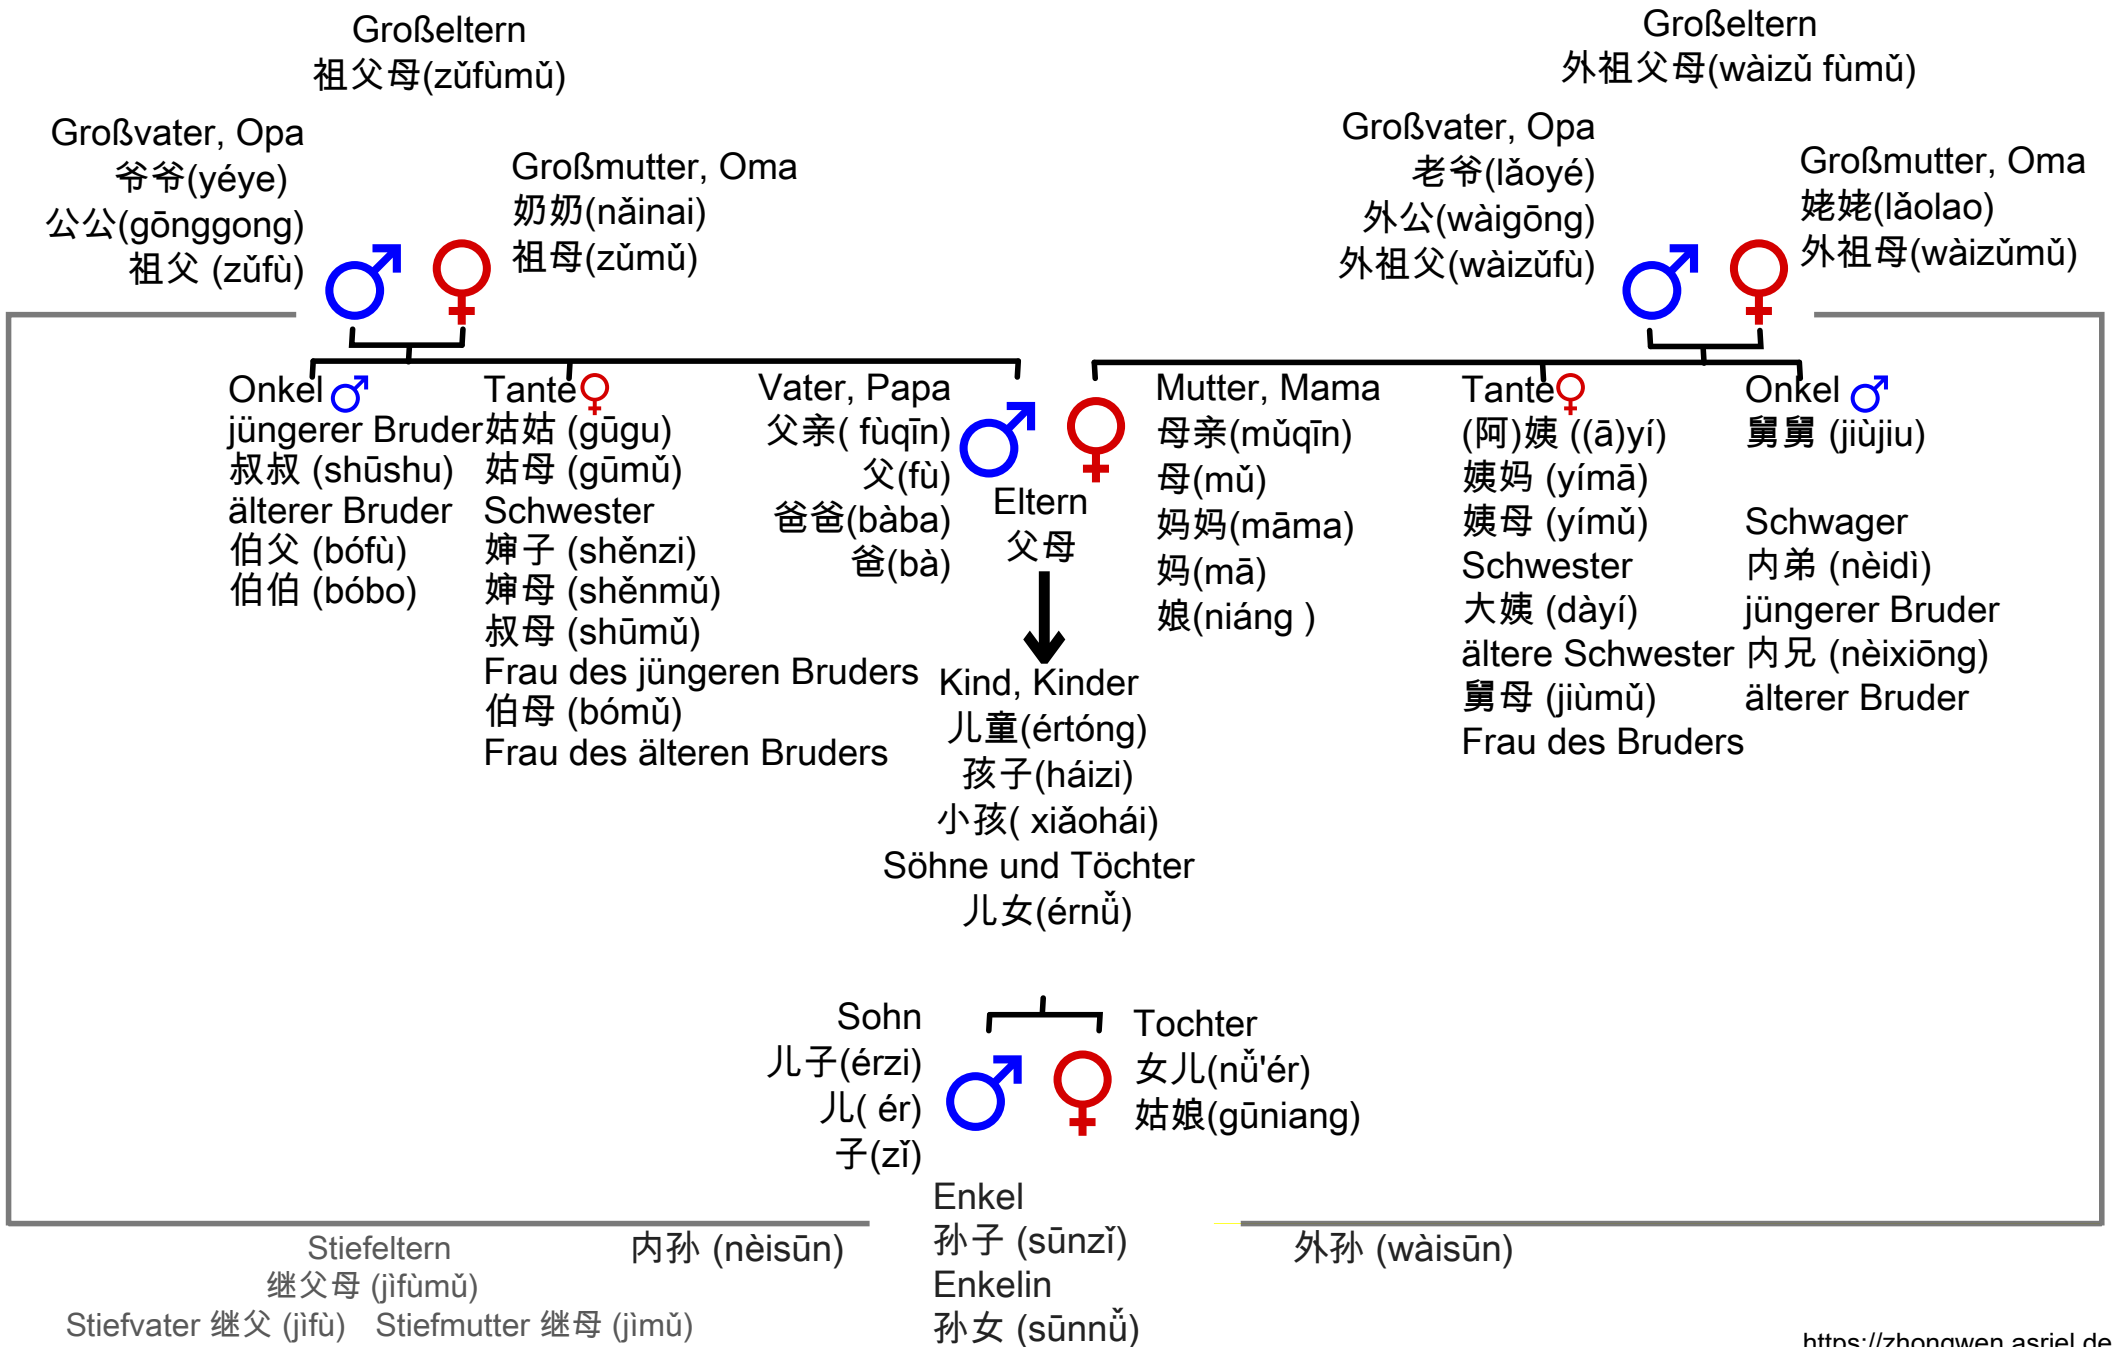 Großeltern
祖父母(zǔfùmǔ)
Großvater, Opa
爷爷(yéye)
公公(gōnggong)
祖父 (zǔfù)
Großmutter, Oma
奶奶(nǎinai)
祖母(zǔmǔ)
Großeltern
外祖父母(wàizǔ fùmǔ)
Großvater, Opa
老爷(lǎoyé)
外公(wàigōng)
外祖父(wàizǔfù)
Großmutter, Oma
姥姥(lǎolao)
外祖母(wàizǔmǔ)
Onkel
jüngerer Bruder
叔叔 (shūshu)
älterer Bruder
伯父 (bófù)
伯伯 (bóbo)
Tante
姑姑 (gūgu)
姑母 (gūmǔ)
Schwester
婶子 (shěnzi)
婶母 (shěnmǔ)
叔母 (shūmǔ)
Frau des jüngeren Bruders
伯母 (bómǔ)
Frau des älteren Bruders
Vater, Papa
父亲( fùqīn)
父(fù)
爸爸(bàba)
爸(bà)
Eltern
父母
Mutter, Mama
母亲(mǔqīn)
母(mǔ)
妈妈(māma)
妈(mā)
娘(niáng )
Tante
(阿)姨 ((ā)yí)
姨妈 (yímā)
姨母 (yímǔ)
Schwester
大姨 (dàyí)
ältere Schwester
舅母 (jiùmǔ)
Frau des Bruders
Onkel
舅舅 (jiùjiu)
Schwager
内弟 (nèidì)
jüngerer Bruder
内兄 (nèixiōng)
älterer Bruder
Kind, Kinder
儿童(értóng)
孩子(háizi)
小孩( xiǎohái)
Söhne und Töchter
儿女(érnǚ)
Sohn
儿子(érzi)
儿( ér)
子(zǐ)
Tochter
女儿(nǚ'ér)
姑娘(gūniang)
Enkel
孙子 (sūnzǐ)
Enkelin
孙女 (sūnnǚ)
内孙 (nèisūn)
外孙 (wàisūn)
Stiefeltern
继父母 (jìfùmǔ)
Stiefvater 继父 (jìfù) Stiefmutter 继母 (jìmǔ)
https://zhongwen.asriel.de